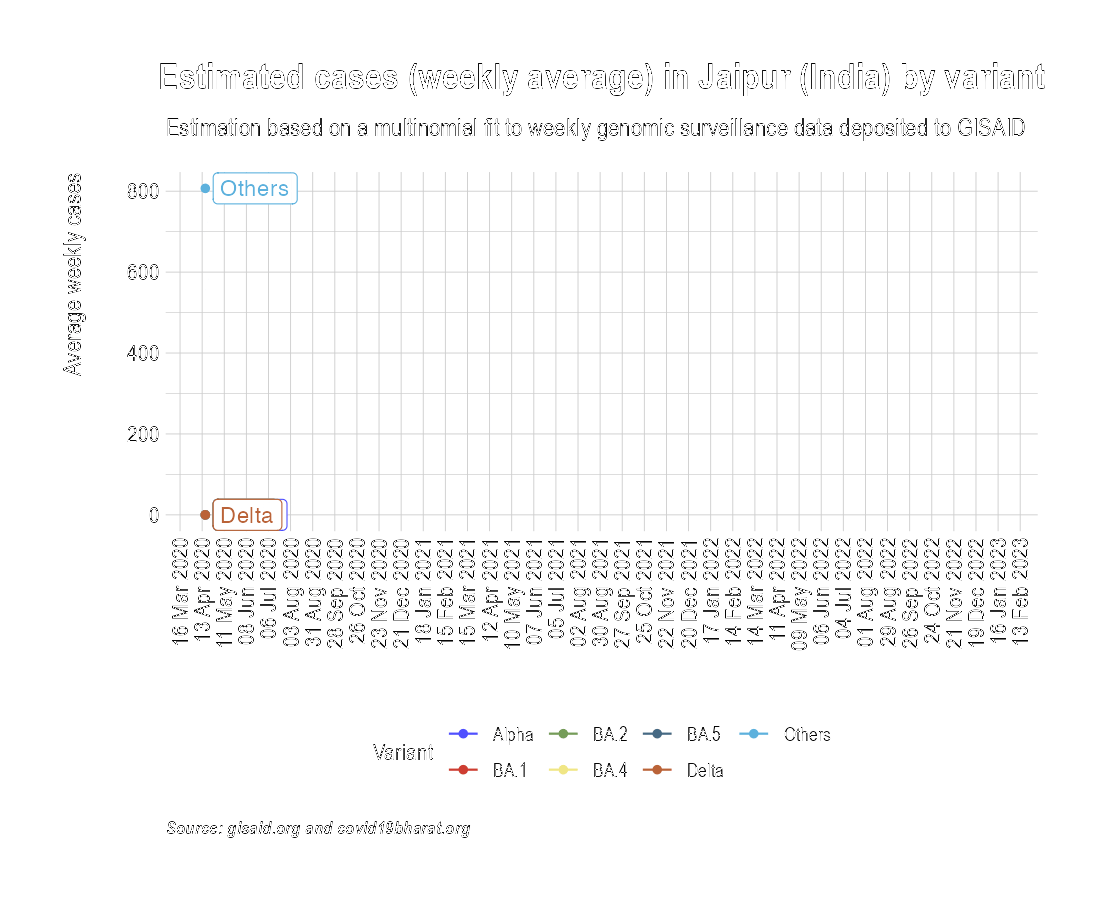 Estimated cases (weekly average) in Jaipur (India) by variant
Estimation based on a multinomial fit to weekly genomic surveillance data deposited to GISAID
Average weekly cases
800
600
400
200
0
Others
Delta
16 Mar 2020
13 Apr 2020
11 May 2020
08 Jun 2020
06 Jul 2020
03 Aug 2020
31 Aug 2020
28 Sep 2020
26 Oct 2020
23 Nov 2020
21 Dec 2020
18 Jan 2021
15 Feb 2021
15 Mar 2021
12 Apr 2021
10 May 2021
07 Jun 2021
05 Jul 2021
02 Aug 2021
30 Aug 2021
27 Sep 2021
25 Oct 2021
22 Nov 2021
20 Dec 2021
17 Jan 2022
14 Feb 2022
14 Mar 2022
11 Apr 2022
09 May 2022
06 Jun 2022
04 Jul 2022
01 Aug 2022
29 Aug 2022
26 Sep 2022
24 Oct 2022
21 Nov 2022
19 Dec 2022
16 Jan 2023
13 Feb 2023
Variant
Alpha
BA.2
BA.5
Others
BA.1
BA.4
Delta
Source: gisaid.org and covid19bharat.org